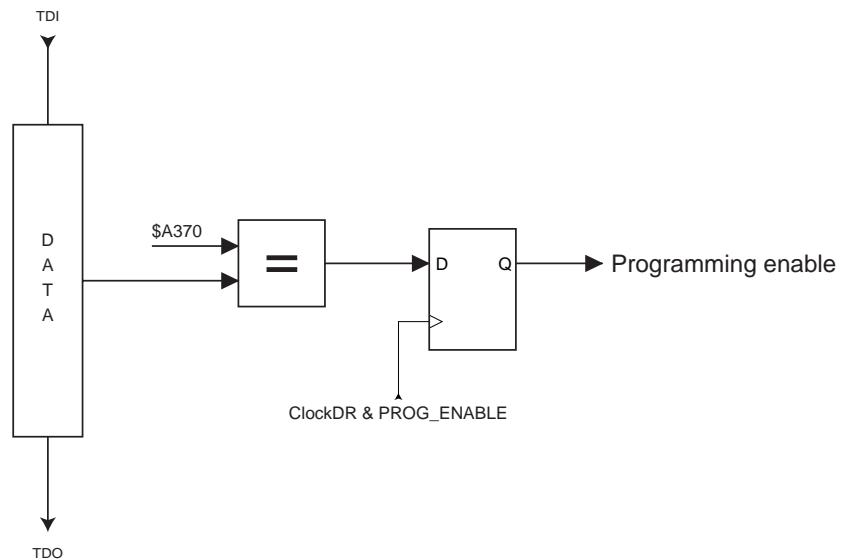 TDI
D
A
T
A
$A370
=
D
Q
Programming enable
ClockDR & PROG_ENABLE
TDO